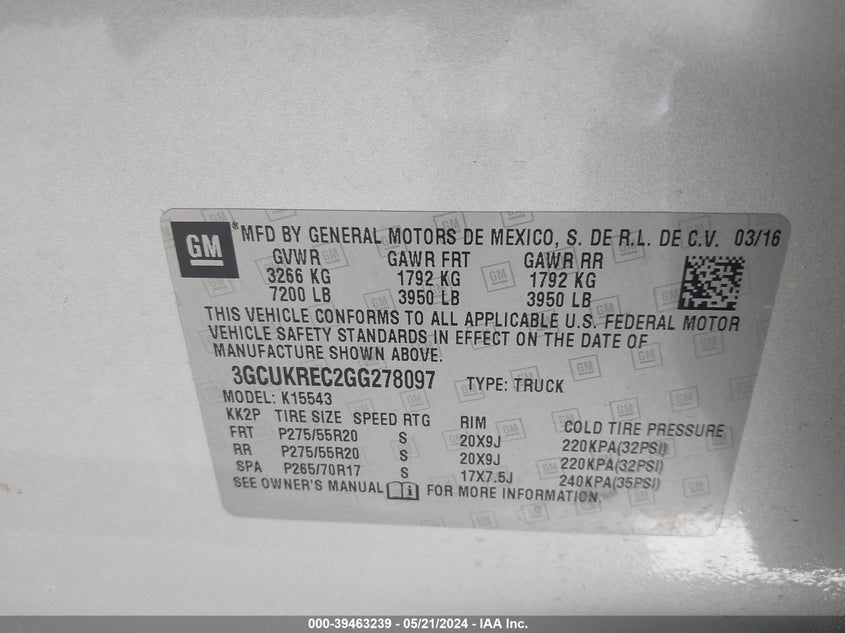 GM ® MFD BY GENERAL MOTORS DE MEXICO, S. DE R.L. DE C.V. 03/16
GVWR GAWR FRT GAWR RR
3266 KG 1792 KG 1792 KG
7200 LB 3950 LB 3950 LB
THIS VEHICLE CONFORMS TO ALL APPLICABLE U.S. FEDERAL MOTOR
VEHICLE SAFETY STANDARDS IN EFFECT ON THE DATE OF
MANUFACTURE SHOWN ABOVE.
3GCUKREC2GG278097 TYPE: TRUCK
MODEL: K15543
KK2P TIRE SIZE SPEED RTG RIM COLD TIRE PRESSURE
FRT P275/55R20 S 20X9J 220KPA(32PSI)
RR P275/55R20 S 20X9J 220KPA(32PSI)
SPA P265/70R17 S 17X7.5J 240KPA(35PSI)
SEE OWNER'S MANUAL FOR MORE INFORMATION.
000-39463239 - 05/21/2024 - IAA Inc.